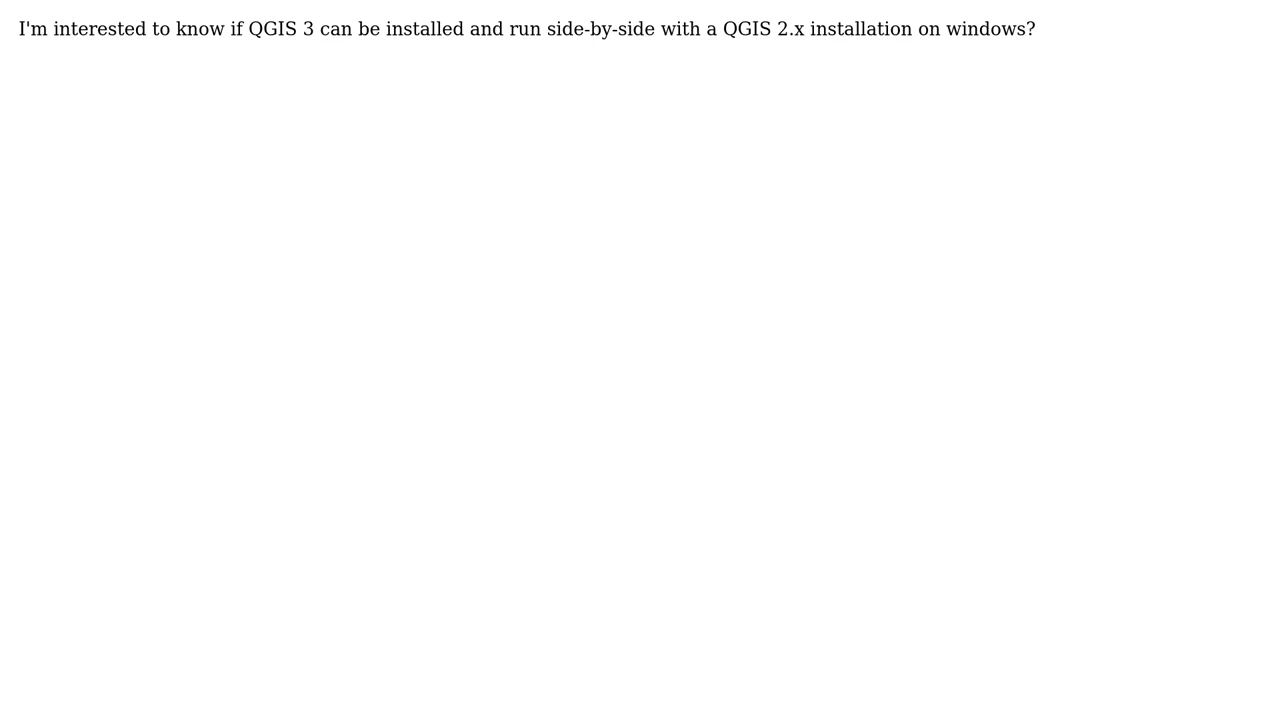 I'm interested to know if QGIS 3 can be installed and run side-by-side with a QGIS 2.x installation on windows?